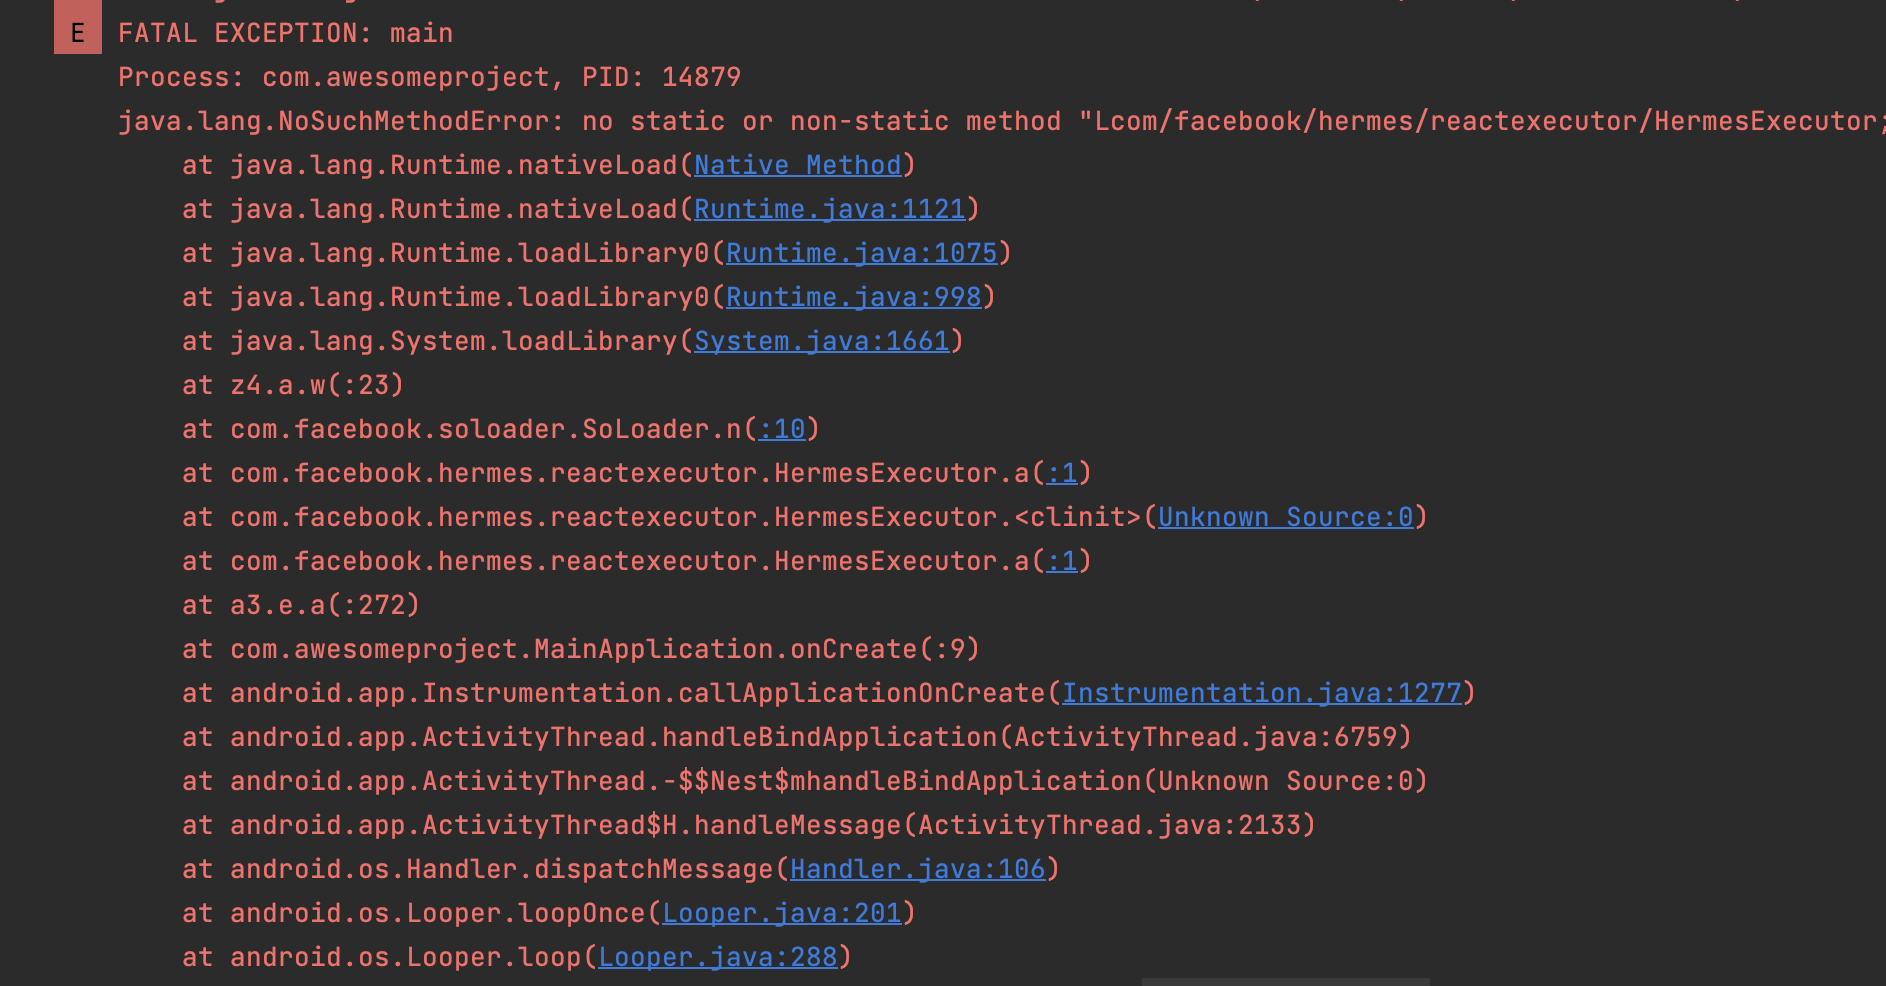 E FATAL EXCEPTION: main
Process: com.awesomeproject, PID: 14879
java.lang.NoSuchMethodError: no static or non-static method "Lcom/facebook/hermes/reactexecutor/HermesExecutor;
at java.lang.Runtime.nativeLoad(Native Method)
at java.lang.Runtime.nativeLoad(Runtime.java:1121)
at java.lang.Runtime.loadLibrary0(Runtime.java:1075)
at java.lang.Runtime.loadLibrary0(Runtime.java:998)
at java.lang.System.loadLibrary(System.java:1661)
at z4.a.w(:23)
at com.facebook.soloader.SoLoader.n(:10)
at com.facebook.hermes.reactexecutor.HermesExecutor.a(:1)
at com.facebook.hermes.reactexecutor.HermesExecutor.<clinit>(Unknown Source:0)
at com.facebook.hermes.reactexecutor.HermesExecutor.a(:1)
at a3.e.a(:272)
at com.awesomeproject.MainApplication.onCreate(:9)
at android.app.Instrumentation.callApplicationOnCreate(Instrumentation.java:1277)
at android.app.ActivityThread.handleBindApplication(ActivityThread.java:6759)
at android.app.ActivityThread.-$$Nest$mhandleBindApplication(Unknown Source:0)
at android.app.ActivityThread$H.handleMessage(ActivityThread.java:2133)
at android.os.Handler.dispatchMessage(Handler.java:106)
at android.os.Looper.loopOnce(Looper.java:201)
at android.os.Looper.loop(Looper.java:288)